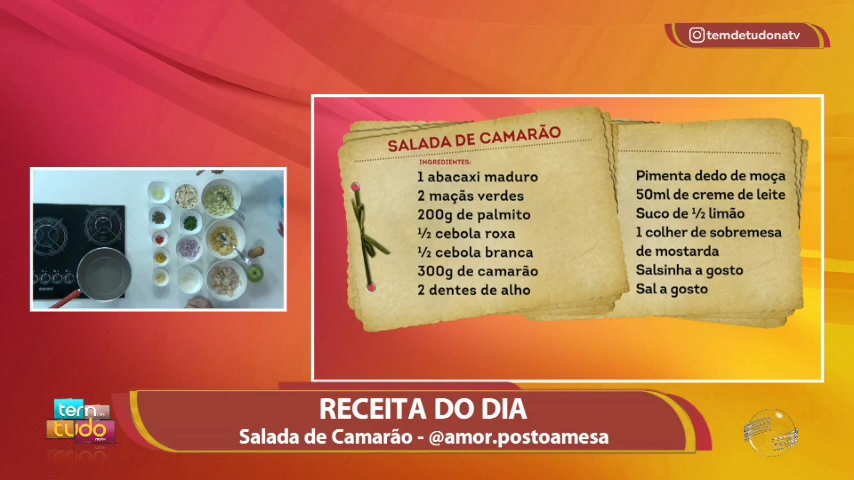 temdetudonatv
SALADA DE CAMARÃO
INGREDIENTES:
1 abacaxi maduro
2 maçãs verdes
200g de palmito
½ cebola roxa
½ cebola branca
300g de camarão
2 dentes de alho
Pimenta dedo de moça
50ml de creme de leite
Suco de ½ limão
1 colher de sobremesa
de mostarda
Salsinha a gosto
Sal a gosto
RECEITA DO DIA
Salada de Camarão - @amor.postoamesa
tem de
tudo